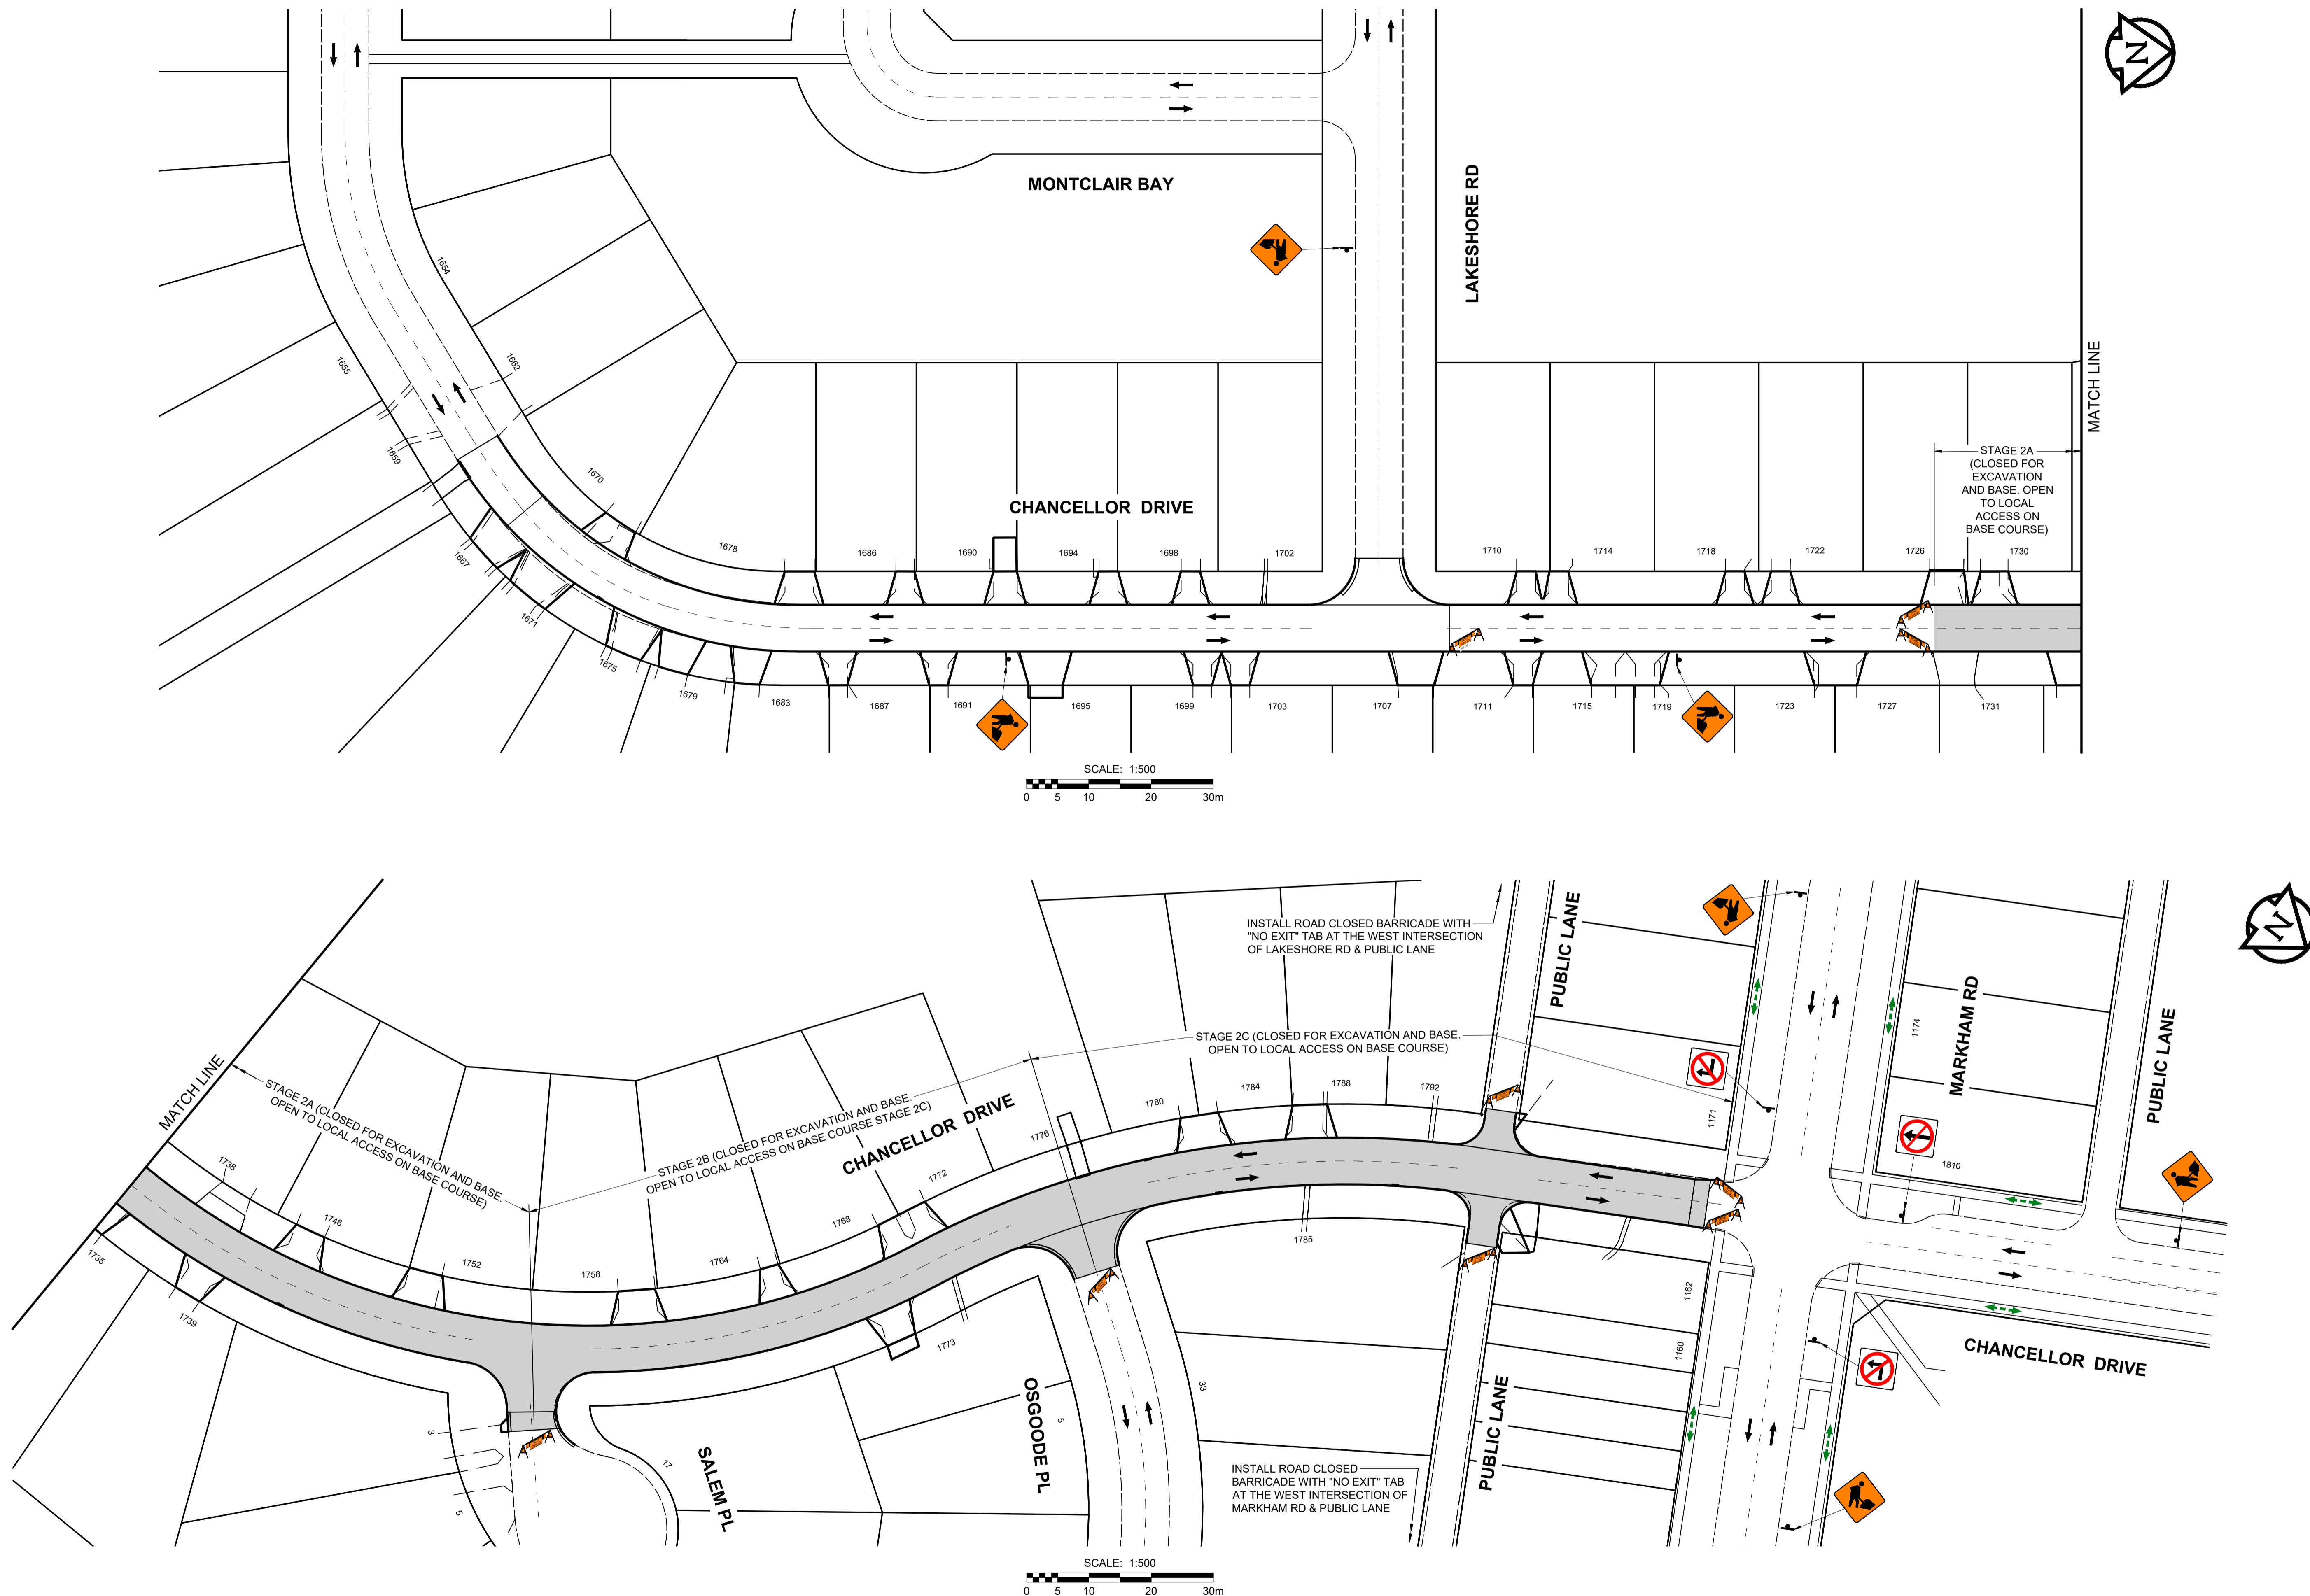 N
MONTCLAIR BAY
LAKESHORE RD
MATCH LINE
1654
1655
1662
1659
1670
CHANCELLOR DRIVE
STAGE 2A
(CLOSED FOR
EXCAVATION
AND BASE. OPEN
TO LOCAL
ACCESS ON
BASE COURSE)
1678
1686
1690
1694
1698
1702
1710
1714
1718
1722
1726
1730
1667
1671
1675
1679
1683
1687
1691
1695
1699
1703
1707
1711
1715
1719
1723
1727
1731
SCALE: 1:500
0 5 10 20 30m
N
INSTALL ROAD CLOSED BARRICADE WITH
"NO EXIT" TAB AT THE WEST INTERSECTION
OF LAKESHORE RD & PUBLIC LANE
PUBLIC LANE
MARKHAM RD
1174
PUBLIC LANE
STAGE 2C (CLOSED FOR EXCAVATION AND BASE.
OPEN TO LOCAL ACCESS ON BASE COURSE)
MATCH LINE
STAGE 2A (CLOSED FOR EXCAVATION AND BASE.
OPEN TO LOCAL ACCESS ON BASE COURSE)
STAGE 2B (CLOSED FOR EXCAVATION AND BASE.
OPEN TO LOCAL ACCESS ON BASE COURSE STAGE 2C)
CHANCELLOR DRIVE
1738
1746
1752
1758
1764
1768
1772
1776
1780
1784
1788
1792
1171
1810
1735
1739
1773
1785
1162
1160
CHANCELLOR DRIVE
3
5
17
SALEM PL
OSGOODE PL
5
33
PUBLIC LANE
INSTALL ROAD CLOSED
BARRICADE WITH "NO EXIT" TAB
AT THE WEST INTERSECTION OF
MARKHAM RD & PUBLIC LANE
SCALE: 1:500
0 5 10 20 30m